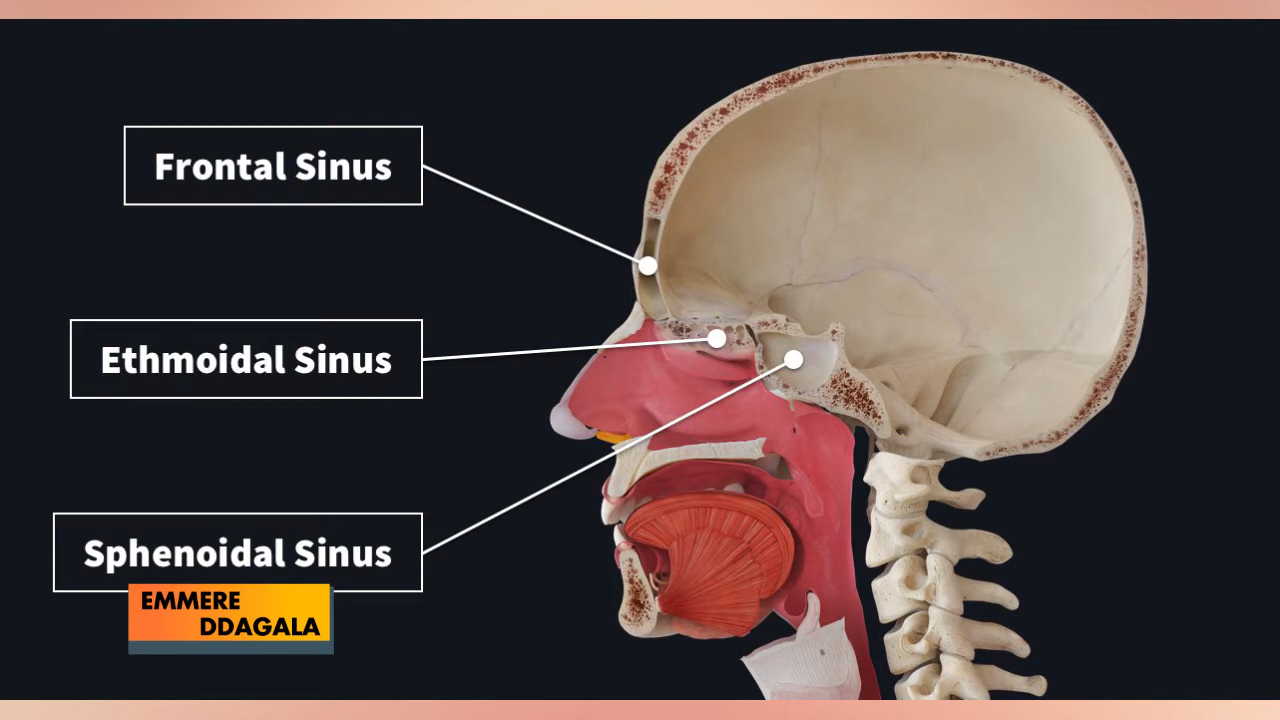 Frontal Sinus
Ethmoidal Sinus
Sphenoidal Sinus
EMMERE
DDAGALA